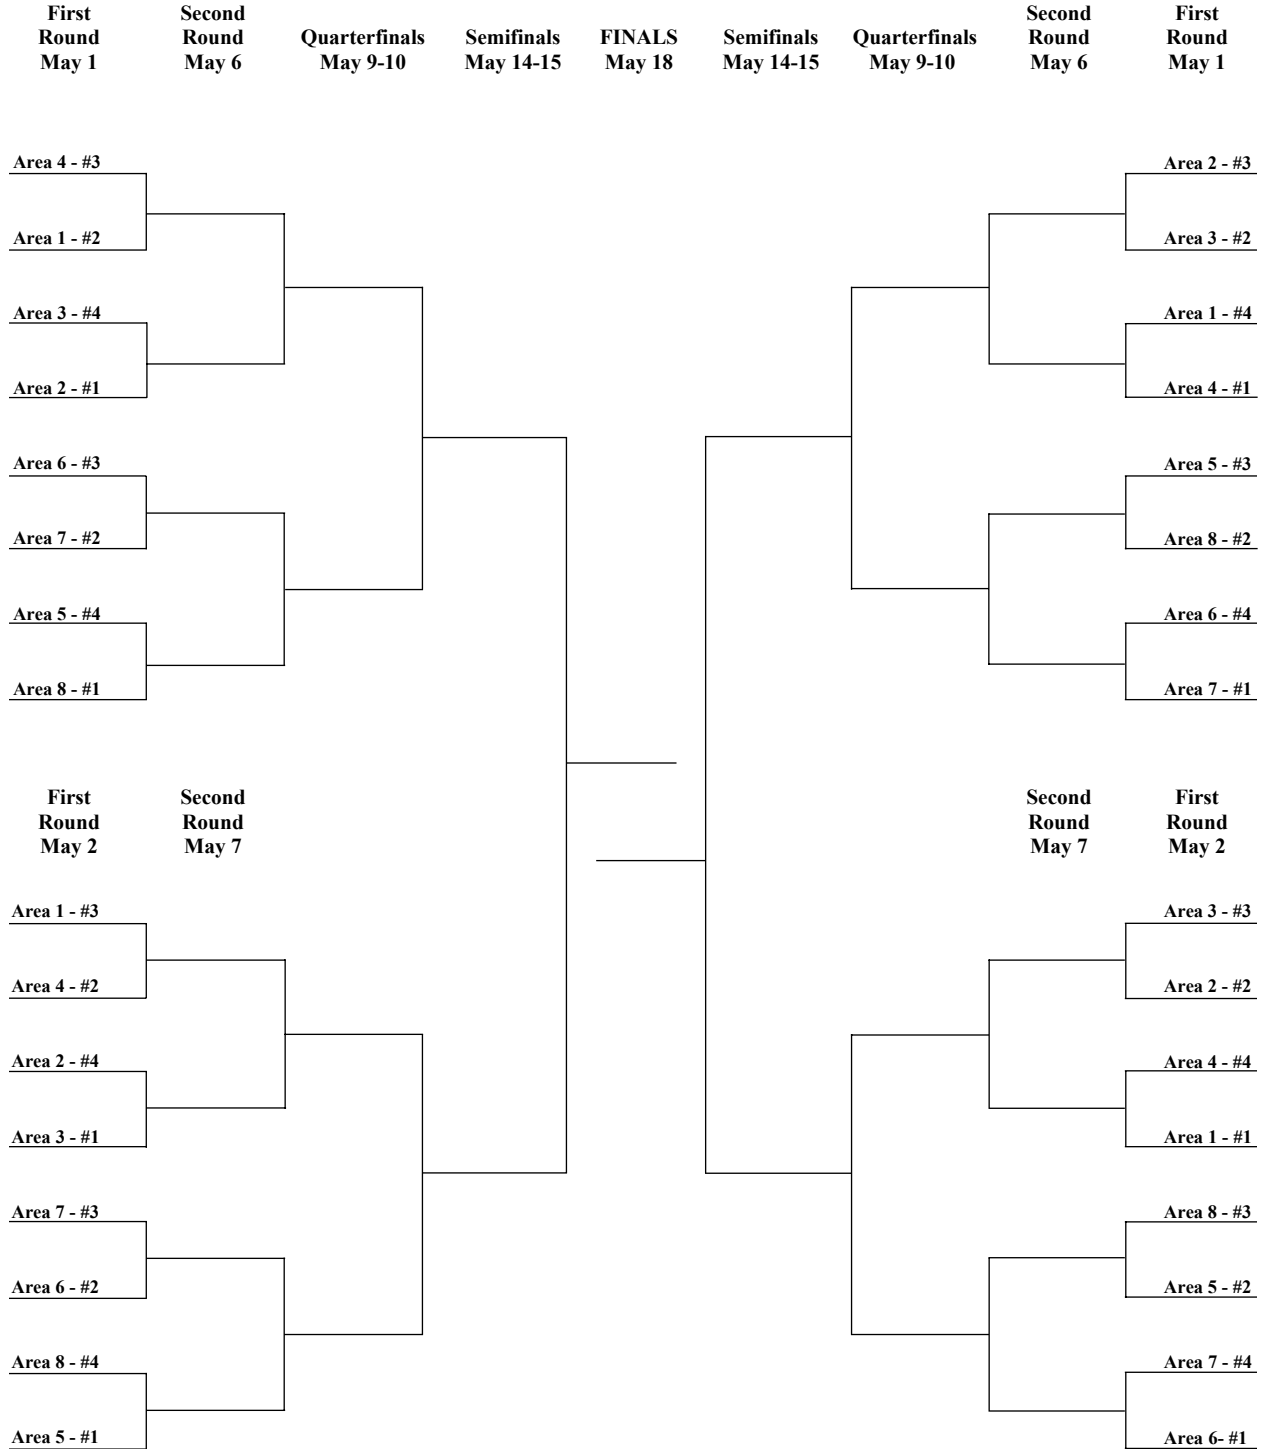 First Second Second First
Round Round Quarterfinals Semifinals FINALS Semifinals Quarterfinals Round Round
May 1 May 6 May 9-10 May 14-15 May 18 May 14-15 May 9-10 May 6 May 1
Area 4 - #3 Area 2 - #3
Area 1 - #2 Area 3 - #2
Area 3 - #4 Area 1 - #4
Area 2 - #1 Area 4 - #1
Area 6 - #3 Area 5 - #3
Area 7 - #2 Area 8 - #2
Area 5 - #4 Area 6 - #4
Area 8 - #1 Area 7 - #1
First Second Second First
Round Round Round Round
May 2 May 7 May 7 May 2
Area 1 - #3 Area 3 - #3
Area 4 - #2 Area 2 - #2
Area 2 - #4 Area 4 - #4
Area 3 - #1 Area 1 - #1
Area 7 - #3 Area 8 - #3
Area 6 - #2 Area 5 - #2
Area 8 - #4 Area 7 - #4
Area 5 - #1 Area 6- #1